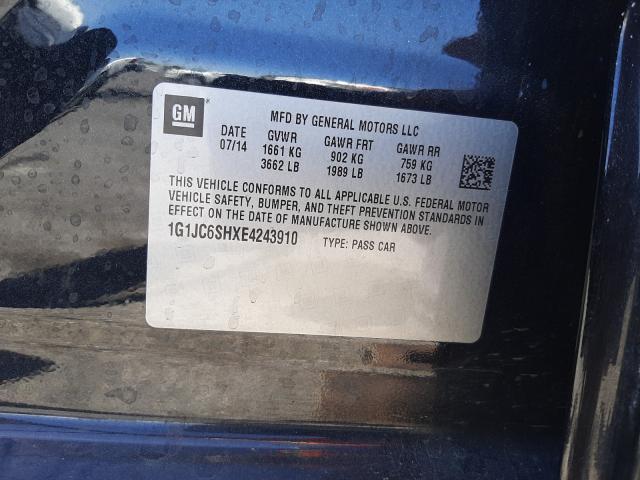 GM
MFD BY GENERAL MOTORS LLC
DATE GVWR GAWR FRT GAWR RR
07/14 1661 KG 902 KG 759 KG
3662 LB 1989 LB 1673 LB
THIS VEHICLE CONFORMS TO ALL APPLICABLE U.S. FEDERAL MOTOR
VEHICLE SAFETY, BUMPER, AND THEFT PREVENTION STANDARDS IN
EFFECT ON THE DATE OF MANUFACTURE SHOWN ABOVE.
1G1JC6SHXE4243910 TYPE: PASS CAR